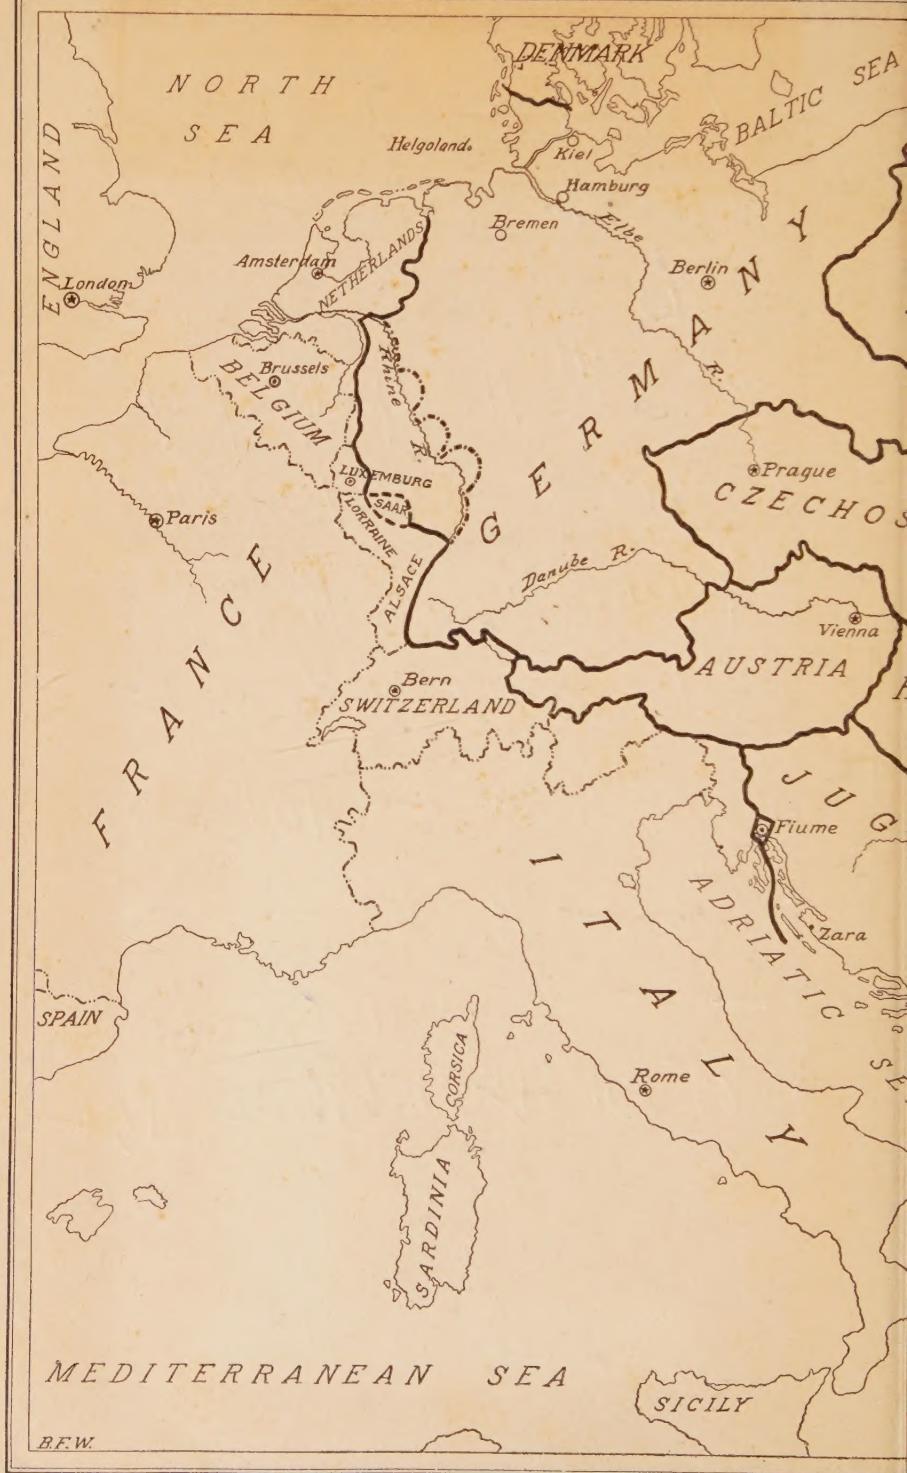 DENMARK
NORTH
SEA
BALTIC SEA
Helgoland
Kiel
Hamburg
Bremen
Elbe
R.
ENGLAND
London
Amsterdam
NETHERLANDS
Berlin
GERMANY
Brussels
BELGIUM
Rhine
R.
LUXEMBURG
SAAR
LORRAINE
ALSACE
Paris
FRANCE
Prague
CZECHOS
Danube R.
Vienna
AUSTRIA
Bern
SWITZERLAND
JUG
Fiume
ADRIATIC
SE
Zara
ITALY
SPAIN
CORSICA
Rome
SARDINIA
MEDITERRANEAN SEA
SICILY
B.F.W.